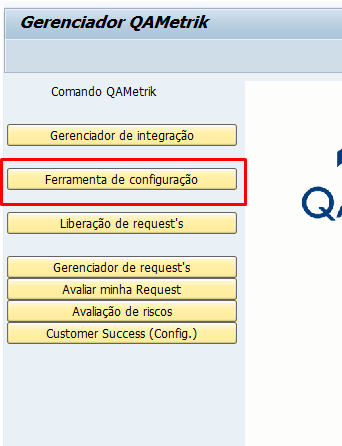 Gerenciador QAMetrik
Comando QAMetrik
Gerenciador de integração
Ferramenta de configuração
Liberação de request's
Gerenciador de request's
Avaliar minha Request
Avaliação de riscos
Customer Success (Config.)